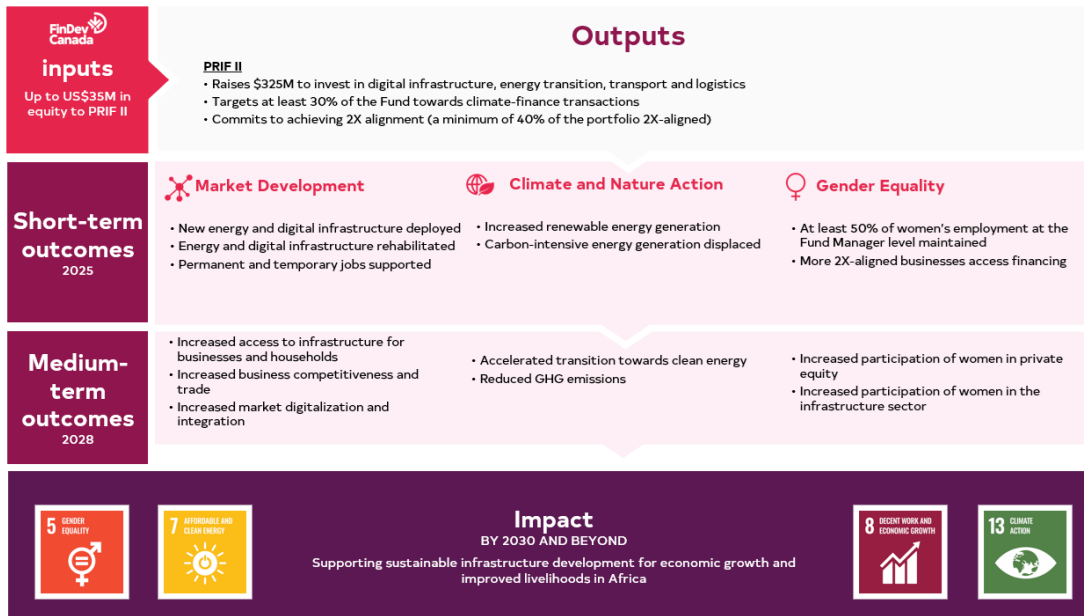 FinDev
Canada
inputs
Up to US$35M in
equity to PRIF II
Outputs
PRIF II
• Raises $325M to invest in digital infrastructure, energy transition, transport and logistics
• Targets at least 30% of the Fund towards climate-finance transactions
• Commits to achieving 2X alignment (a minimum of 40% of the portfolio 2X-aligned)
Short-term
outcomes
2025
Market Development
• New energy and digital infrastructure deployed
• Energy and digital infrastructure rehabilitated
• Permanent and temporary jobs supported
Climate and Nature Action
• Increased renewable energy generation
• Carbon-intensive energy generation displaced
Gender Equality
• At least 50% of women's employment at the
Fund Manager level maintained
• More 2X-aligned businesses access financing
Medium-
term
outcomes
2028
• Increased access to infrastructure for
businesses and households
• Increased business competitiveness and
trade
• Increased market digitalization and
integration
• Accelerated transition towards clean energy
• Reduced GHG emissions
• Increased participation of women in private
equity
• Increased participation of women in the
infrastructure sector
5 GENDER
EQUALITY
7 AFFORDABLE AND
CLEAN ENERGY
Impact
BY 2030 AND BEYOND
Supporting sustainable infrastructure development for economic growth and
improved livelihoods in Africa
8 DECENT WORK AND
ECONOMIC GROWTH
13 CLIMATE
ACTION